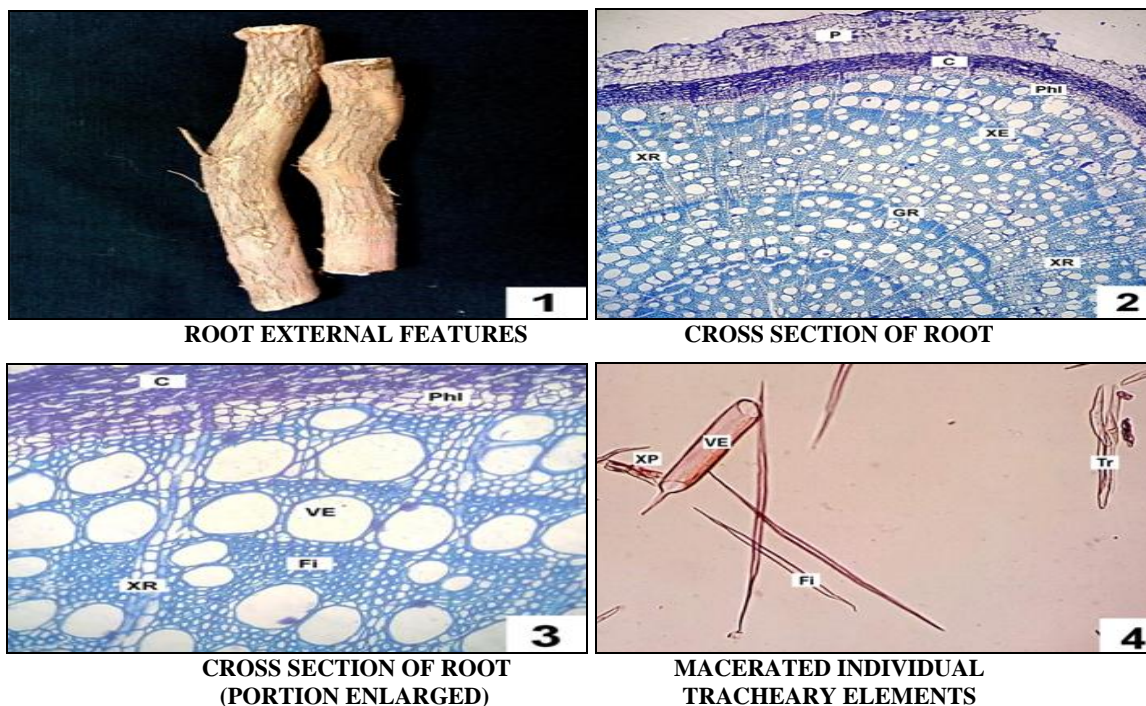 1
ROOT EXTERNAL FEATURES
P
C
Phl
XE
XR
GR
XR
2
CROSS SECTION OF ROOT
C
Phl
VE
Fi
XR
3
CROSS SECTION OF ROOT
(PORTION ENLARGED)
VE
XP
Tr
Fi
4
MACERATED INDIVIDUAL
TRACHEARY ELEMENTS